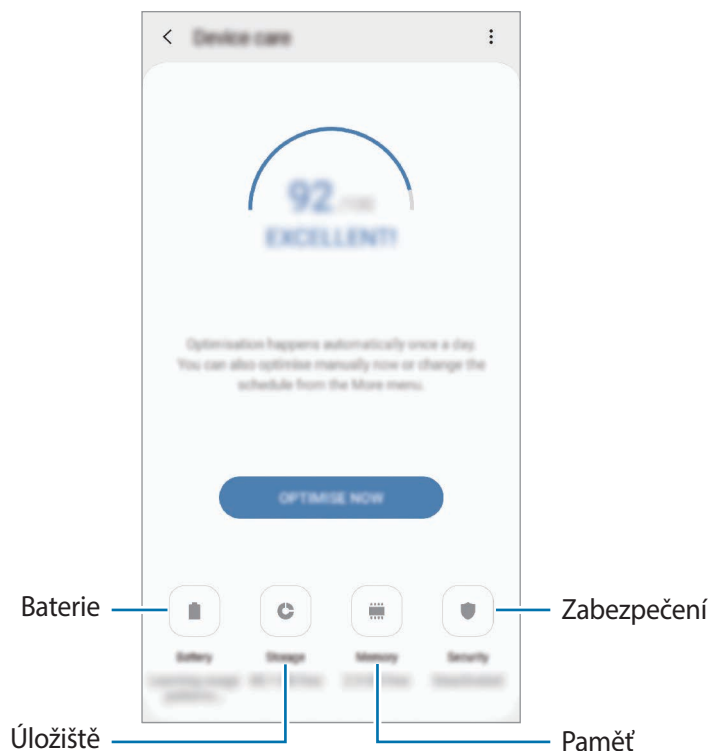 Device care
92
EXCELLENT!
Optimisation happens automatically once a day.
You can also optimise manually now or change the
schedule from the More menu.
OPTIMISE NOW
Baterie
Zabezpečení
Battery
Storage
Memory
Security
Úložiště
Paměť